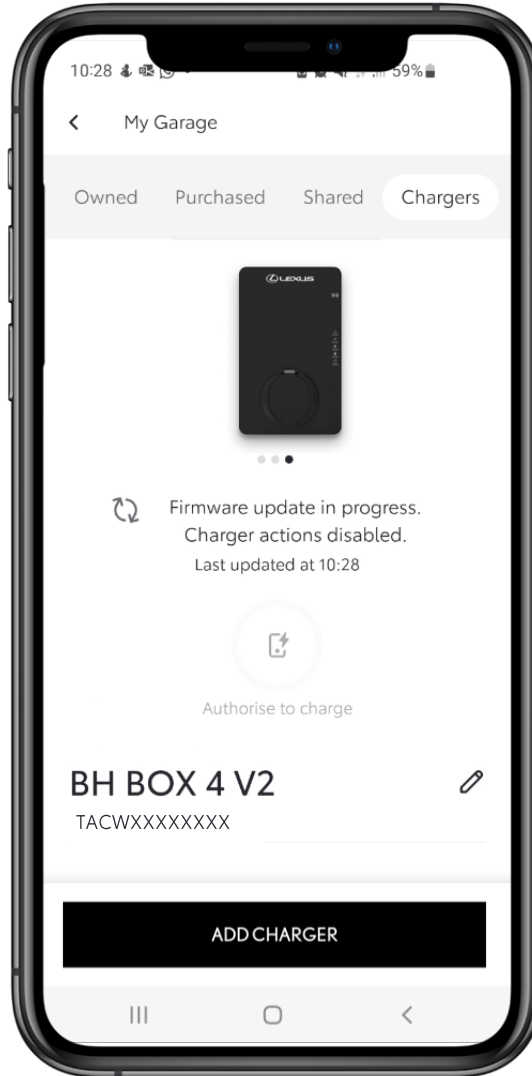 10:28
59%
My Garage
Owned Purchased Shared Chargers
LEXUS
Firmware update in progress.
Charger actions disabled.
Last updated at 10:28
Authorise to charge
BH BOX 4 V2
TACWXXXXXXXX
ADD CHARGER